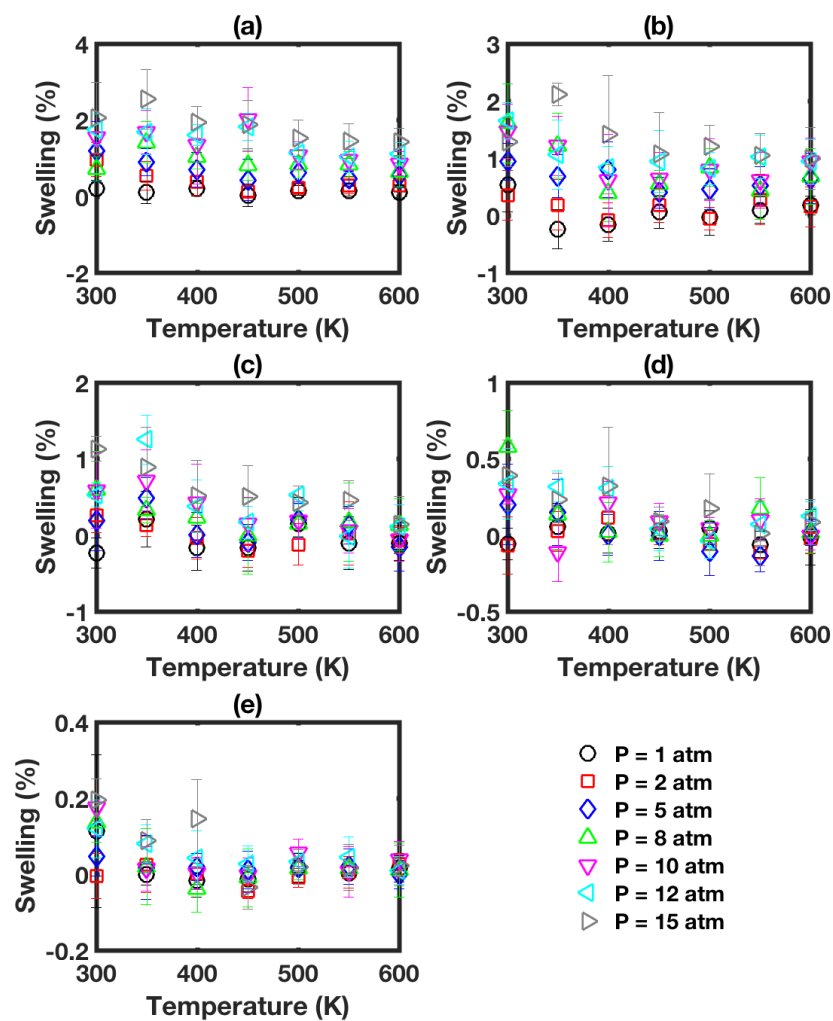 (a)
4
2
0
-2
Swelling (%)
300 400 500 600
Temperature (K)
(b)
3
2
1
0
-1
Swelling (%)
300 400 500 600
Temperature (K)
(c)
2
1
0
-1
Swelling (%)
300 400 500 600
Temperature (K)
(d)
1
0.5
0
-0.5
Swelling (%)
300 400 500 600
Temperature (K)
(e)
0.4
0.2
0
-0.2
Swelling (%)
300 400 500 600
Temperature (K)
P = 1 atm
P = 2 atm
P = 5 atm
P = 8 atm
P = 10 atm
P = 12 atm
P = 15 atm